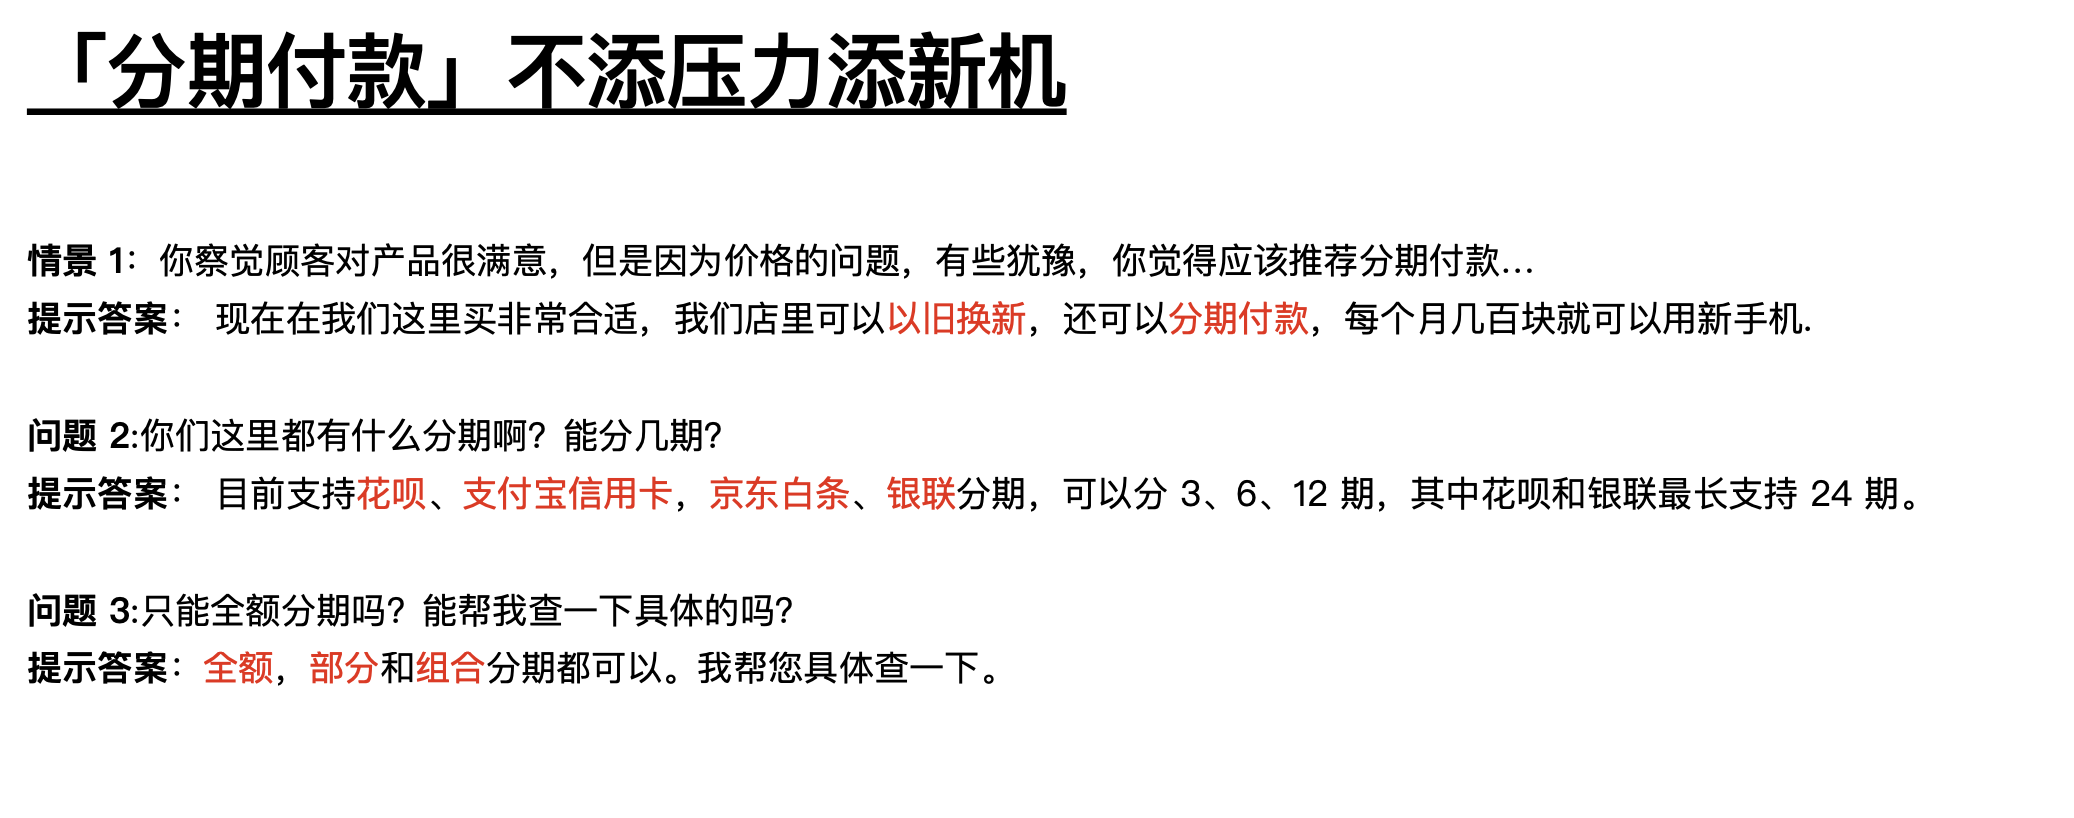 「分期付款」不添压力添新机
情景 1：你察觉顾客对产品很满意，但是因为价格的问题，有些犹豫，你觉得应该推荐分期付款…
提示答案： 现在在我们这里买非常合适，我们店里可以以旧换新，还可以分期付款，每个月几百块就可以用新手机.
问题 2:你们这里都有什么分期啊？能分几期？
提示答案： 目前支持花呗、支付宝信用卡，京东白条、银联分期，可以分 3、6、12 期，其中花呗和银联最长支持 24 期。
问题 3:只能全额分期吗？能帮我查一下具体的吗？
提示答案：全额，部分和组合分期都可以。我帮您具体查一下。